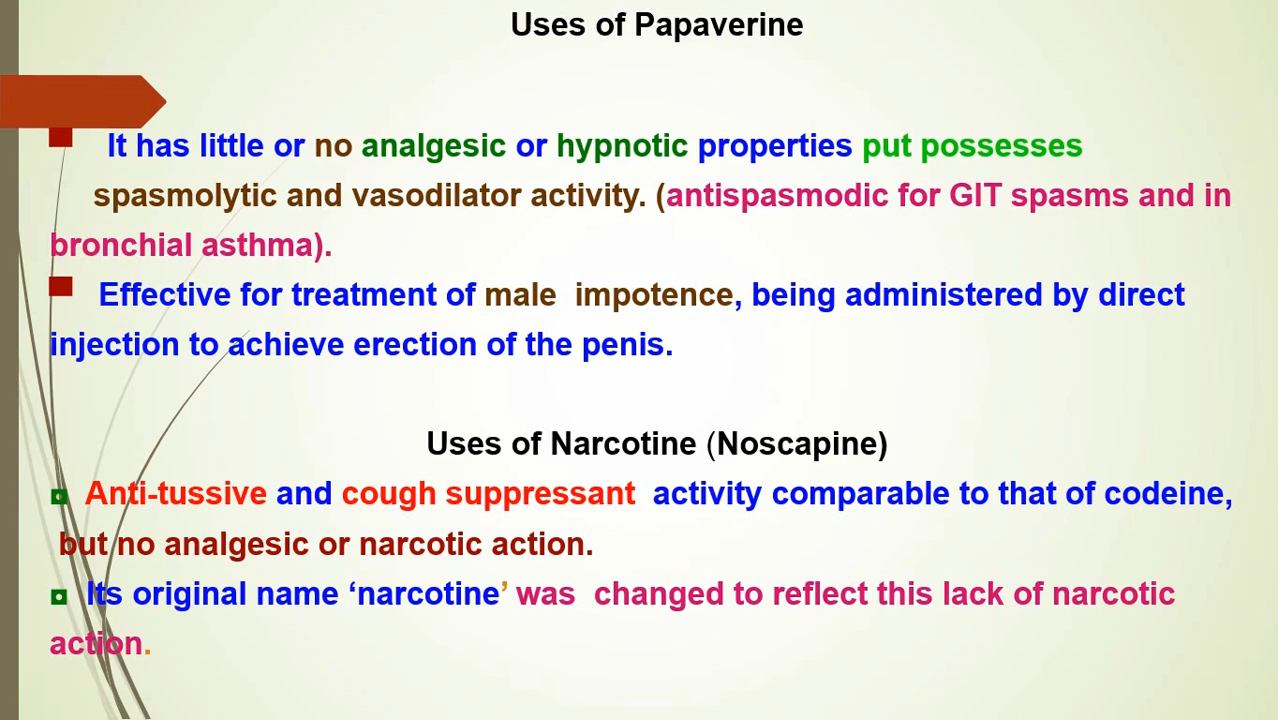 Uses of Papaverine
It has little or no analgesic or hypnotic properties put possesses
spasmolytic and vasodilator activity. (antispasmodic for GIT spasms and in
bronchial asthma).
Effective for treatment of male impotence, being administered by direct
injection to achieve erection of the penis.
Uses of Narcotine (Noscapine)
Anti-tussive and cough suppressant activity comparable to that of codeine,
but no analgesic or narcotic action.
Its original name ‘narcotine’ was changed to reflect this lack of narcotic
action.